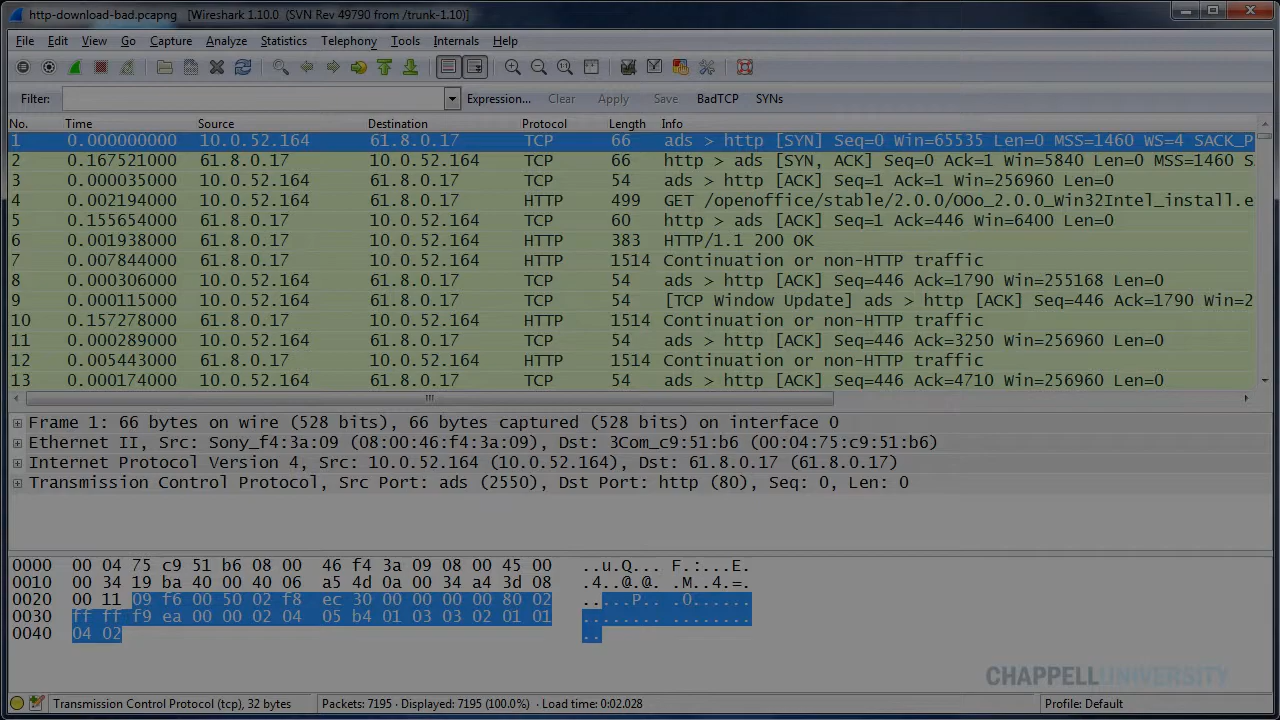 http-download-bad.pcapng [Wireshark 1.10.0 (SVN Rev 49790 from /trunk-1.10)]
File Edit View Go Capture Analyze Statistics Telephony Tools Internals Help
Filter: Expression... Clear Apply Save BadTCP SYNs
No. Time Source Destination Protocol Length Info
1 0.000000000 10.0.52.164 61.8.0.17 TCP 66 ads > http [SYN] Seq=0 Win=65535 Len=0 MSS=1460 WS=4 SACK_P
2 0.167521000 61.8.0.17 10.0.52.164 TCP 66 http > ads [SYN, ACK] Seq=0 Ack=1 Win=5840 Len=0 MSS=1460 S
3 0.000035000 10.0.52.164 61.8.0.17 TCP 54 ads > http [ACK] Seq=1 Ack=1 Win=256960 Len=0
4 0.002194000 10.0.52.164 61.8.0.17 HTTP 499 GET /openoffice/stable/2.0.0/OOo_2.0.0_Win32Intel_install.e
5 0.155654000 61.8.0.17 10.0.52.164 TCP 60 http > ads [ACK] Seq=1 Ack=446 Win=6400 Len=0
6 0.001938000 61.8.0.17 10.0.52.164 HTTP 383 HTTP/1.1 200 OK
7 0.007844000 61.8.0.17 10.0.52.164 HTTP 1514 Continuation or non-HTTP traffic
8 0.000306000 10.0.52.164 61.8.0.17 TCP 54 ads > http [ACK] Seq=446 Ack=1790 Win=255168 Len=0
9 0.000115000 10.0.52.164 61.8.0.17 TCP 54 [TCP Window Update] ads > http [ACK] Seq=446 Ack=1790 Win=2
10 0.157278000 61.8.0.17 10.0.52.164 HTTP 1514 Continuation or non-HTTP traffic
11 0.000289000 10.0.52.164 61.8.0.17 TCP 54 ads > http [ACK] Seq=446 Ack=3250 Win=256960 Len=0
12 0.005443000 61.8.0.17 10.0.52.164 HTTP 1514 Continuation or non-HTTP traffic
13 0.000174000 10.0.52.164 61.8.0.17 TCP 54 ads > http [ACK] Seq=446 Ack=4710 Win=256960 Len=0
Frame 1: 66 bytes on wire (528 bits), 66 bytes captured (528 bits) on interface 0
Ethernet II, Src: Sony_f4:3a:09 (08:00:46:f4:3a:09), Dst: 3Com_c9:51:b6 (00:04:75:c9:51:b6)
Internet Protocol Version 4, Src: 10.0.52.164 (10.0.52.164), Dst: 61.8.0.17 (61.8.0.17)
Transmission Control Protocol, Src Port: ads (2550), Dst Port: http (80), Seq: 0, Len: 0
0000 00 04 75 c9 51 b6 08 00 46 f4 3a 09 08 00 45 00 ..u.Q... F.:...E.
0010 00 34 19 ba 40 00 40 06 a5 4d 0a 00 34 a4 3d 08 .4..@.@. .M..4.=.
0020 00 11 09 f6 00 50 02 f8 ec 30 00 00 00 00 80 02 .....P.. .0......
0030 ff ff f9 ea 00 00 02 04 05 b4 01 03 03 02 01 01 ........ ........
0040 04 02 ..
CHAPPELLUNIVERSITY
Transmission Control Protocol (tcp), 32 bytes Packets: 7195 · Displayed: 7195 (100.0%) · Load time: 0:02.028 Profile: Default